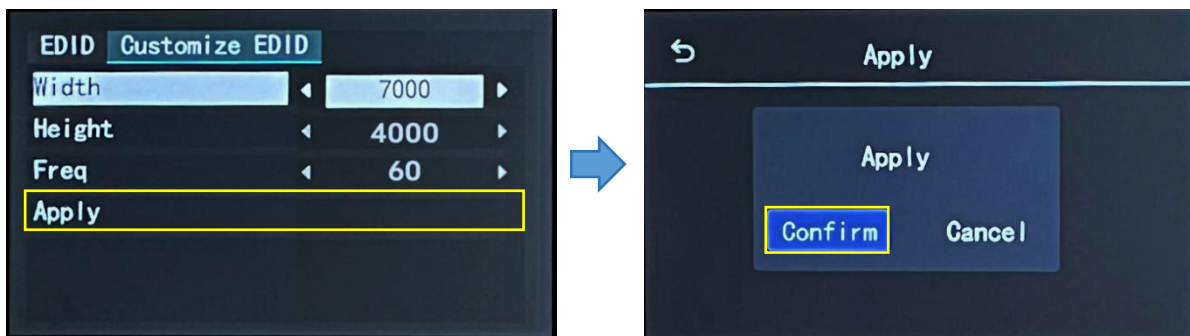 EDID Customize EDID
Width 7000
Height 4000
Freq 60
Apply
Apply
Apply
Confirm Cancel